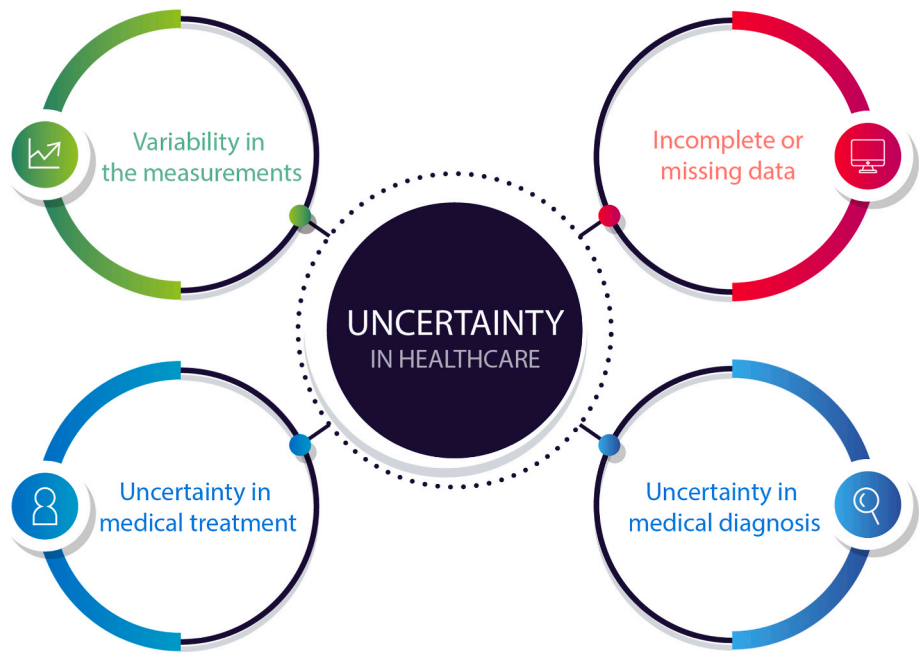 Variability in
the measurements
Incomplete or
missing data
UNCERTAINTY
IN HEALTHCARE
Uncertainty in
medical treatment
Uncertainty in
medical diagnosis